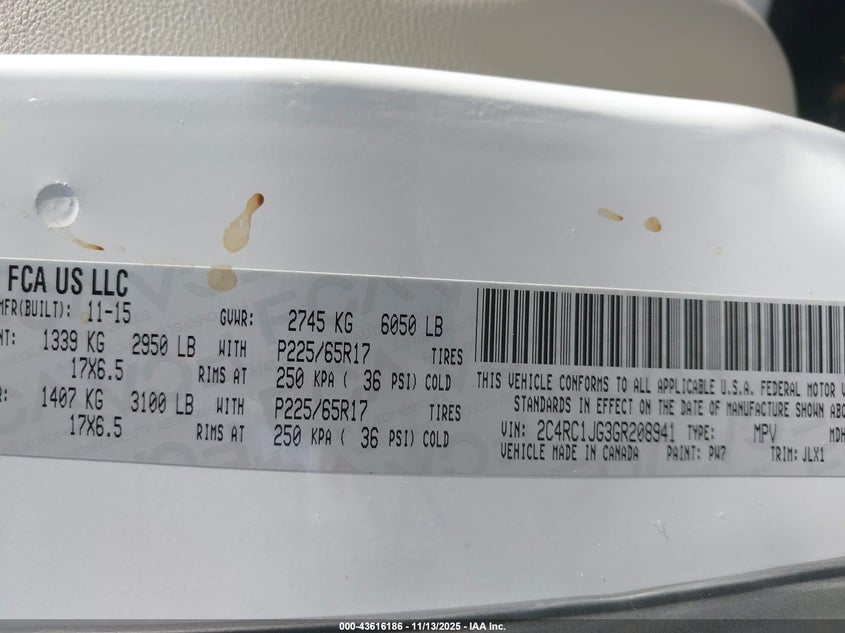 FCA US LLC
MFR(BUILT): 11-15 GVWR: 2745 KG 6050 LB
1339 KG 2950 LB WITH P225/65R17 TIRES
17X6.5 RIMS AT 250 KPA ( 36 PSI) COLD
1407 KG 3100 LB WITH P225/65R17 TIRES
17X6.5 RIMS AT 250 KPA ( 36 PSI) COLD
THIS VEHICLE CONFORMS TO ALL APPLICABLE U.S.A. FEDERAL MOTOR
STANDARDS IN EFFECT ON THE DATE OF MANUFACTURE SHOWN
VIN: 2C4RC1JG3GR208941 TYPE: MPV
VEHICLE MADE IN CANADA PAINT: PW7 TRIM: JLX1
000-43616186 - 11/13/2025 - IAA Inc.